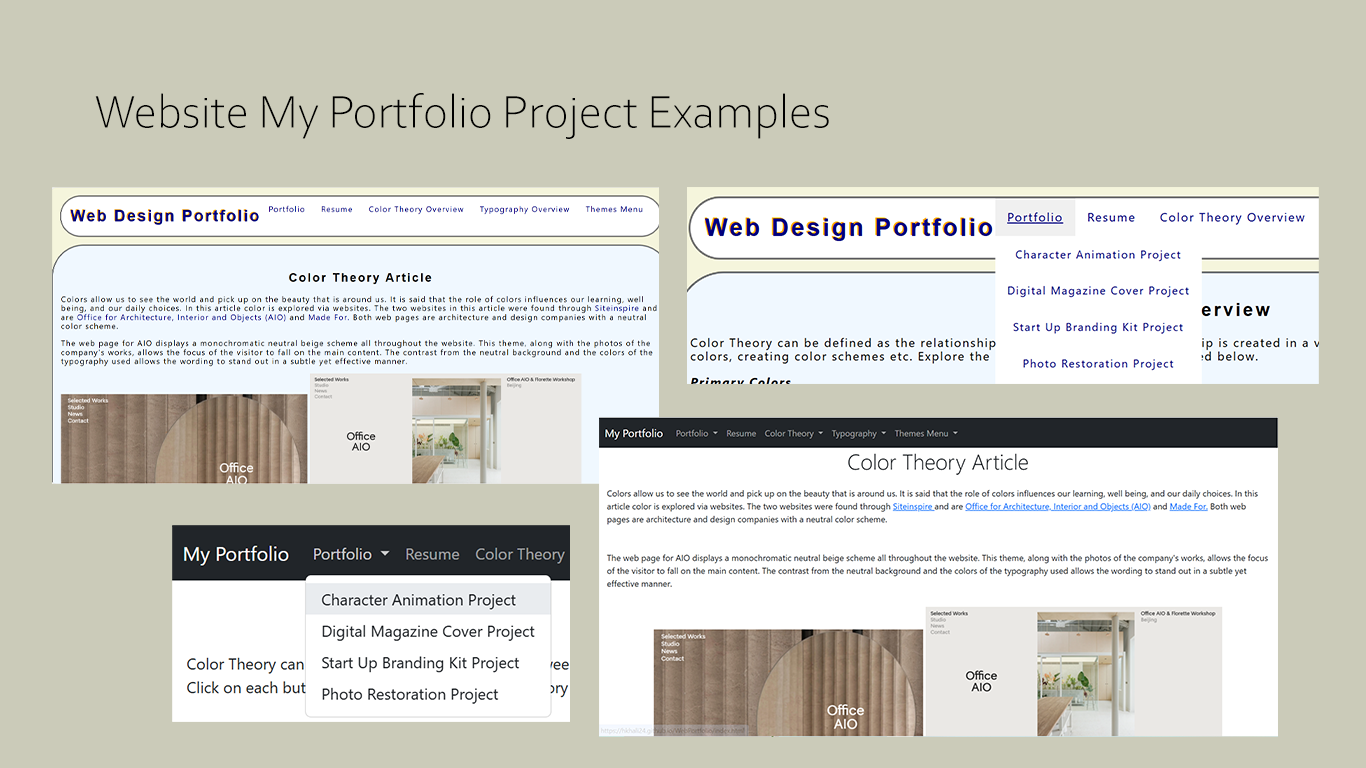 Website My Portfolio Project Examples
Web Design Portfolio
Portfolio Resume Color Theory Overview Typography Overview Themes Menu
Color Theory Article
Colors allow us to see the world and pick up on the beauty that is around us. It is said that the role of colors influences our learning, well
being, and our daily choices. In this article color is explored via websites. The two websites in this article were found through Siteinspire and
are Office for Architecture, Interior and Objects (AIO) and Made For. Both web pages are architecture and design companies with a neutral
color scheme.
The web page for AIO displays a monochromatic neutral beige scheme all throughout the website. This theme, along with the photos of the
company's works, allows the focus of the visitor to fall on the main content. The contrast from the neutral background and the colors of the
typography used allows the wording to stand out in a subtle yet effective manner.
Selected Works
Studio
News
Contact
Office
AIO
Selected Works
Studio
News
Contact
Office
AIO
Office AIO & Florette Workshop
Beijing
Web Design Portfolio
Portfolio Resume Color Theory Overview
Character Animation Project
Digital Magazine Cover Project
Start Up Branding Kit Project
Photo Restoration Project
erview
Color Theory can be defined as the relationship
ip is created in a v
colors, creating color schemes etc. Explore the
ed below.
Primary Colors
My Portfolio Portfolio Resume Color Theory
Character Animation Project
Digital Magazine Cover Project
Start Up Branding Kit Project
Photo Restoration Project
Color Theory can
wee
Click on each but
ory
My Portfolio Portfolio Resume Color Theory Typography Themes Menu
Color Theory Article
Colors allow us to see the world and pick up on the beauty that is around us. It is said that the role of colors influences our learning, well being, and our daily choices. In this
article color is explored via websites. The two websites were found through Siteinspire and are Office for Architecture, Interior and Objects (AIO) and Made For. Both web
pages are architecture and design companies with a neutral color scheme.
The web page for AIO displays a monochromatic neutral beige scheme all throughout the website. This theme, along with the photos of the company's works, allows the focus
of the visitor to fall on the main content. The contrast from the neutral background and the colors of the typography used allows the wording to stand out in a subtle yet
effective manner.
Selected Works
Studio
News
Contact
Office
AIO
Selected Works
Studio
News
Contact
Office
AIO
Office AIO & Florette Workshop
Beijing